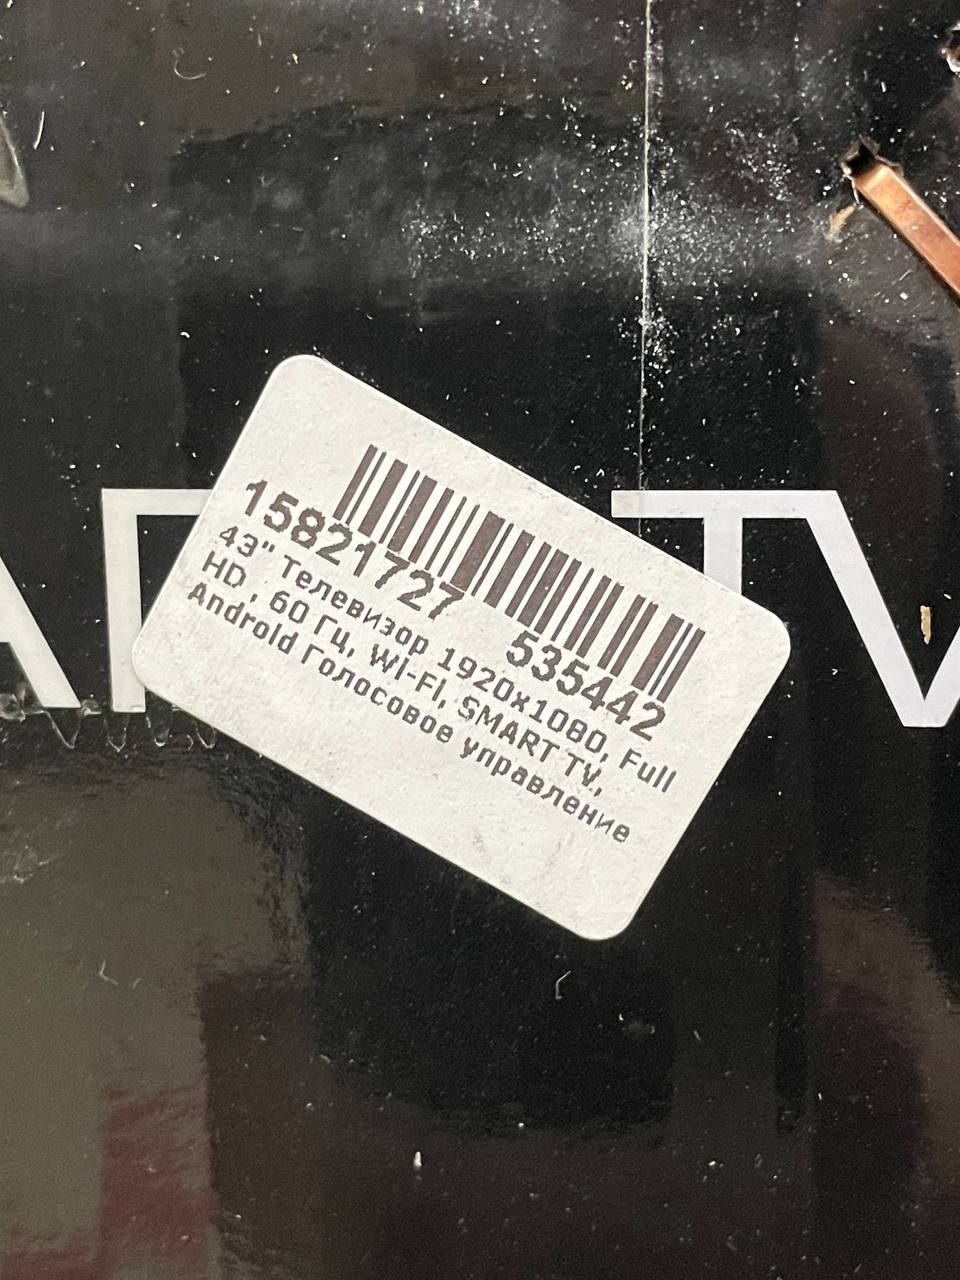 15821727 535442
43" Телевизор 1920x1080, Full
HD , 60 Гц, Wi-Fi, SMART TV,
Android Голосовое управление
TV